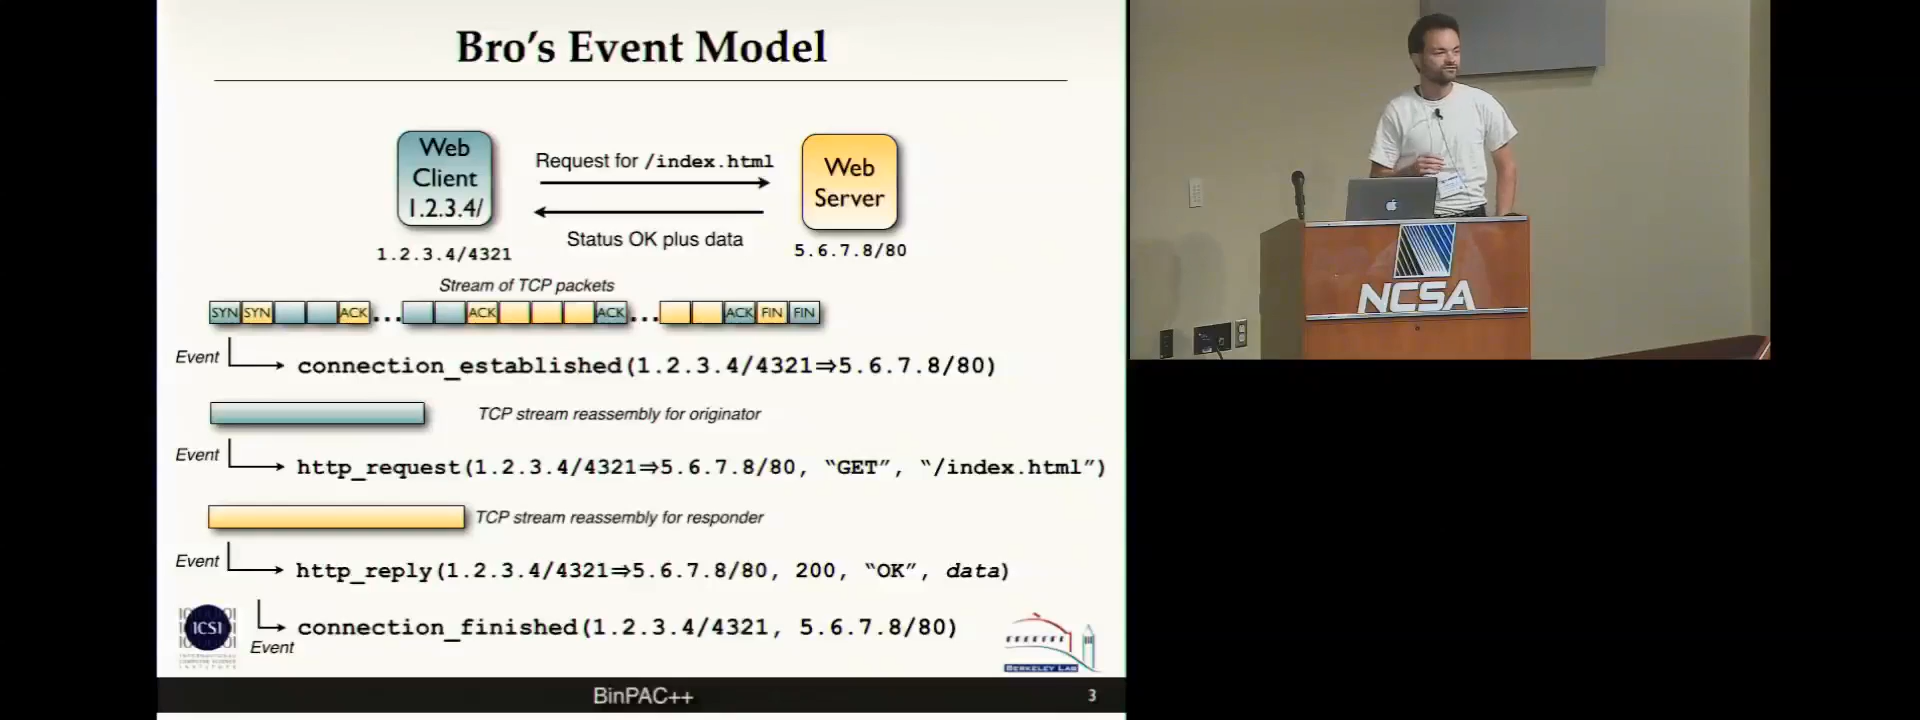 Bro's Event Model
Web
Client
1.2.3.4/
Request for /index.html
Web
Server
Status OK plus data
1.2.3.4/4321
5.6.7.8/80
Stream of TCP packets
SYN SYN ACK ... ACK ACK ... ACK FIN FIN
Event
connection_established(1.2.3.4/4321⇒5.6.7.8/80)
TCP stream reassembly for originator
Event
http_request(1.2.3.4/4321⇒5.6.7.8/80, “GET”, “/index.html”)
TCP stream reassembly for responder
Event
http_reply(1.2.3.4/4321⇒5.6.7.8/80, 200, “OK”, data)
connection_finished(1.2.3.4/4321, 5.6.7.8/80)
Event
ICSI
INTERNATIONAL
COMPUTER SCIENCE
INSTITUTE
BERKELEY LAB
BinPAC++
3
NCSA